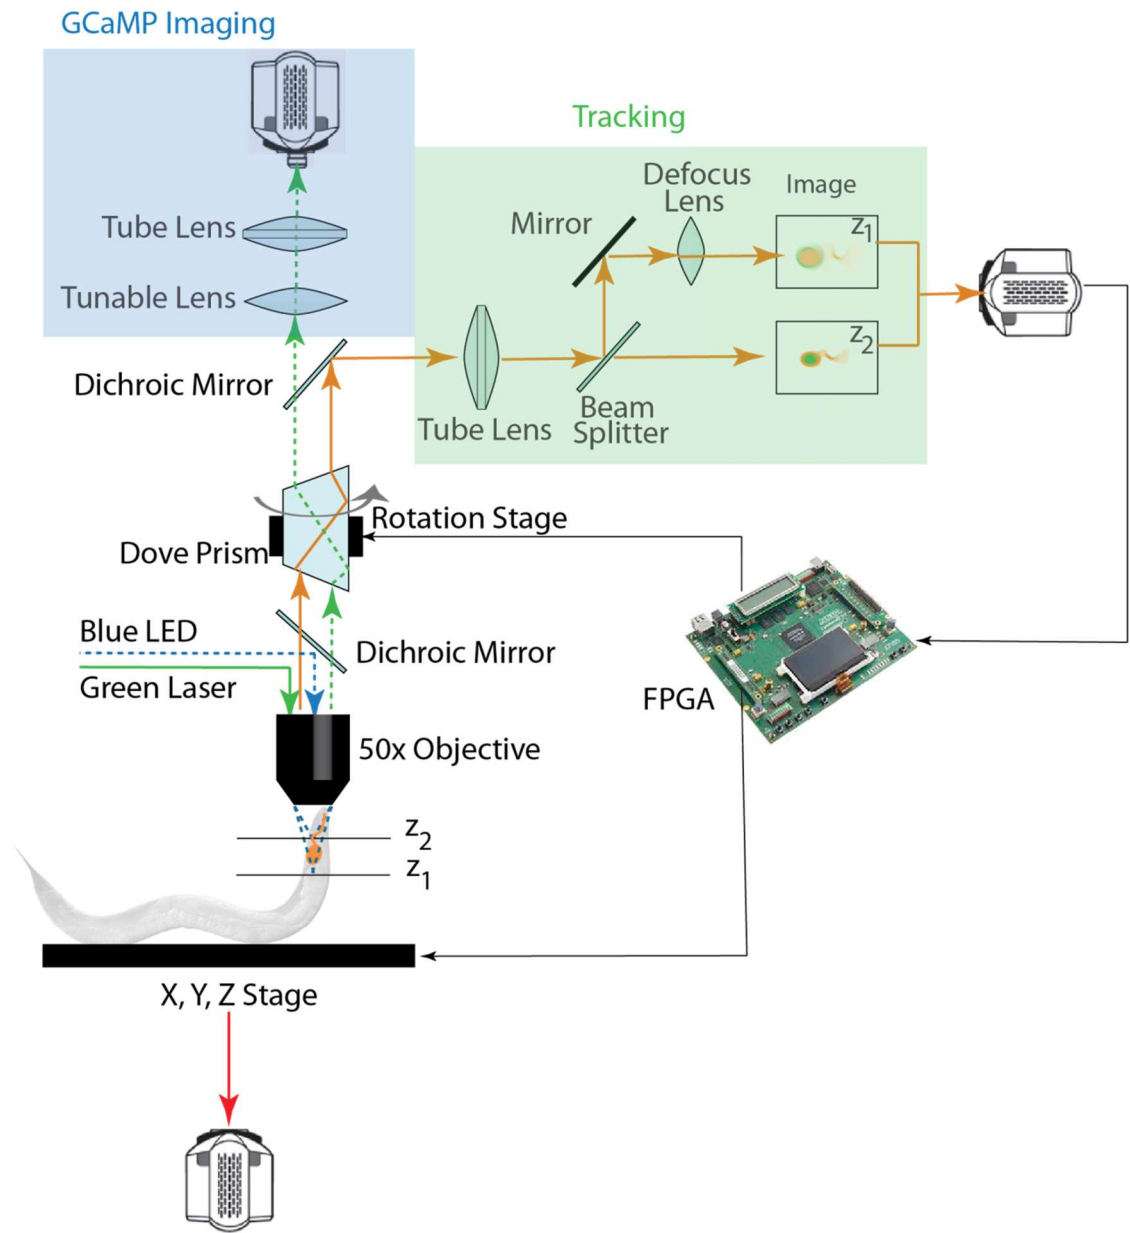 GCaMP Imaging
Tracking
Defocus
Lens
Image
Mirror
z1
Tube Lens
Tunable Lens
z2
Dichroic Mirror
Tube Lens
Beam
Splitter
Rotation Stage
Dove Prism
Blue LED
Dichroic Mirror
Green Laser
FPGA
50x Objective
z2
z1
X, Y, Z Stage